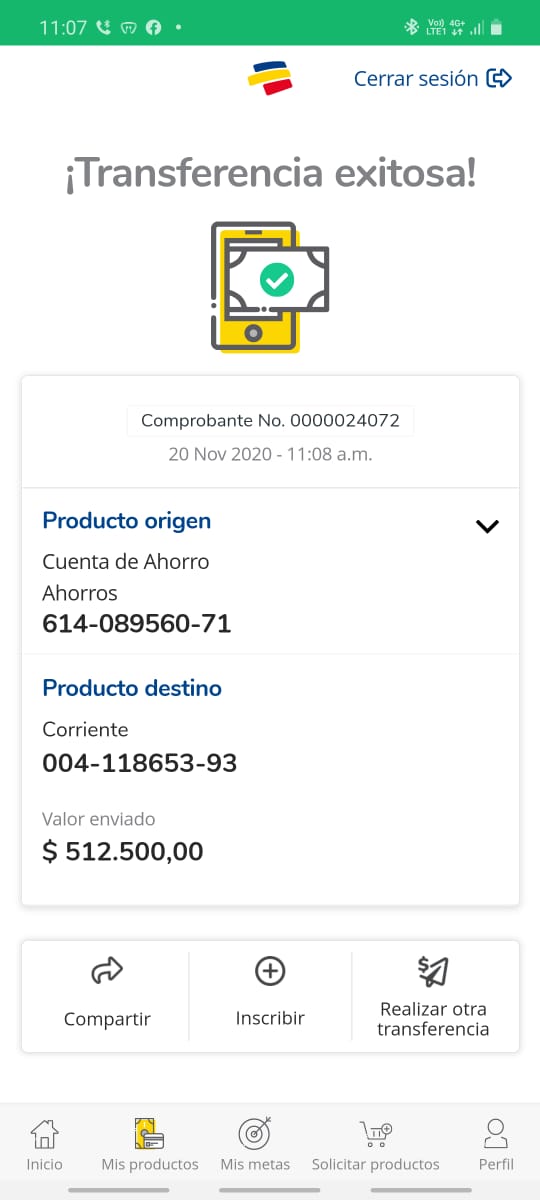 11:07
Vo) 4G+
LTE1
Cerrar sesión
¡Transferencia exitosa!
Comprobante No. 0000024072
20 Nov 2020 - 11:08 a.m.
Producto origen
Cuenta de Ahorro
Ahorros
614-089560-71
Producto destino
Corriente
004-118653-93
Valor enviado
$ 512.500,00
Compartir
Inscribir
Realizar otra
transferencia
Inicio
Mis productos
Mis metas
Solicitar productos
Perfil